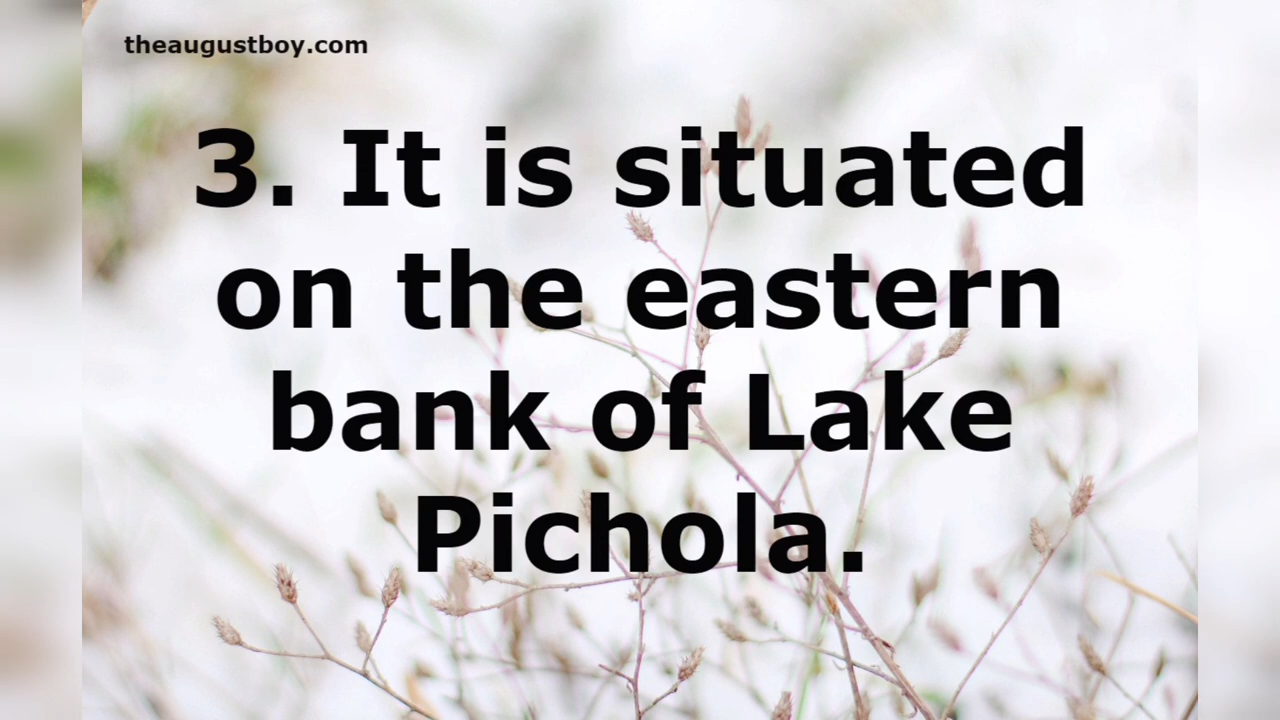 theaugustboy.com
3. It is situated
on the eastern
bank of Lake
Pichola.